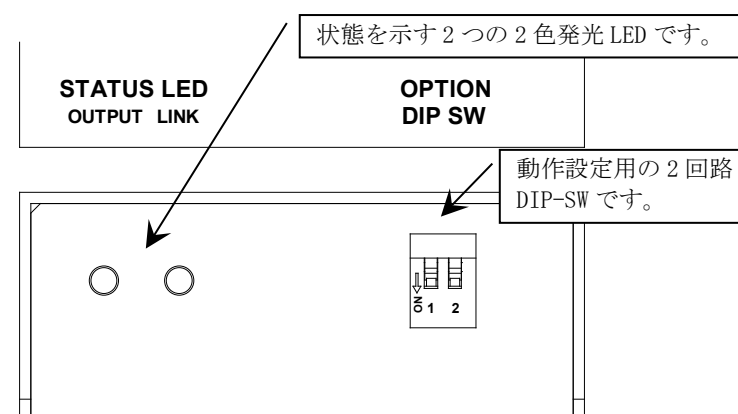 状態を示す2つの2色発光LEDです。
STATUS LED
OUTPUT LINK
OPTION
DIP SW
動作設定用の2回路
DIP-SWです。
ON
1 2